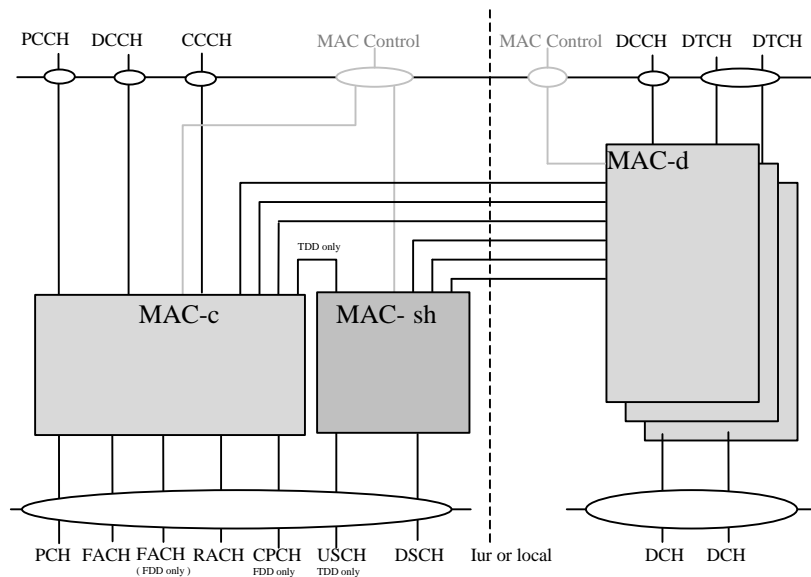 PCCH DCCH CCCH MAC Control MAC Control DCCH DTCH DTCH
MAC-d
TDD only
MAC-c MAC- sh
PCH FACH FACH RACH CPCH USCH DSCH Iur or local DCH DCH
( FDD only ) FDD only TDD only